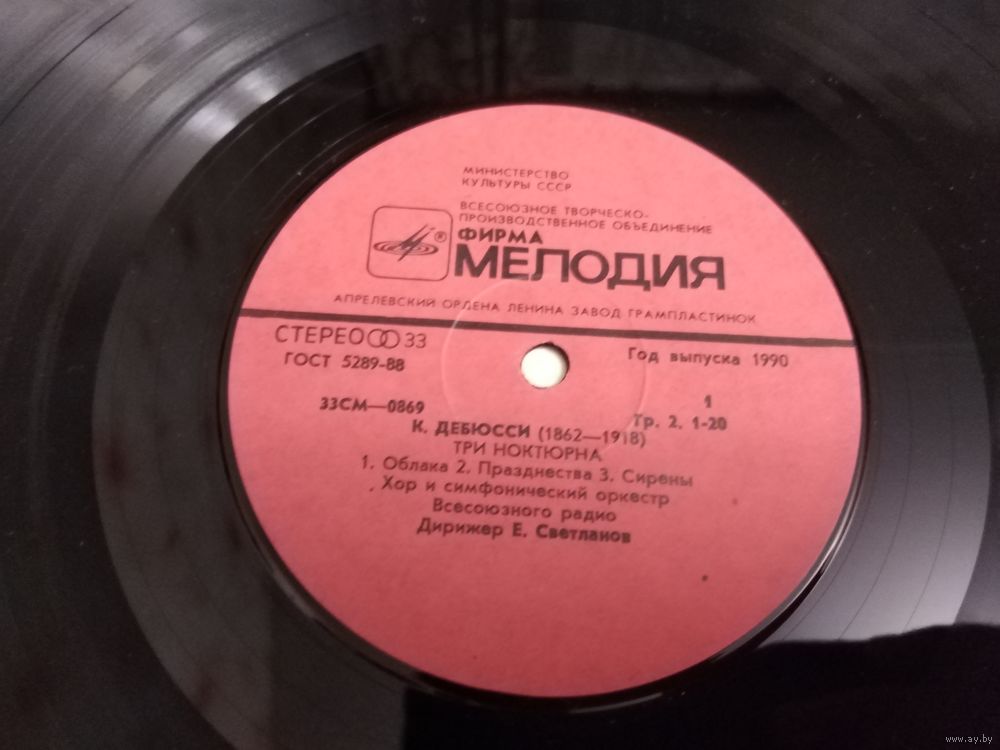 МИНИСТЕРСТВО
КУЛЬТУРЫ СССР
ВСЕСОЮЗНОЕ ТВОРЧЕСКО-
ПРОИЗВОДСТВЕННОЕ ОБЪЕДИНЕНИЕ
®
ФИРМА
МЕЛОДИЯ
АПРЕЛЕВСКИЙ ОРДЕНА ЛЕНИНА ЗАВОД ГРАМПЛАСТИНОК
СТЕРЕО 33
Год выпуска 1990
ГОСТ 5289-88
33СМ—0869
1
Гр. 2. 1-20
К. ДЕБЮССИ (1862—1918)
ТРИ НОКТЮРНА
1. Облака 2. Празднества 3. Сирены
Хор и симфонический оркестр
Всесоюзного радио
Дирижер Е. Светланов
www.ay.by